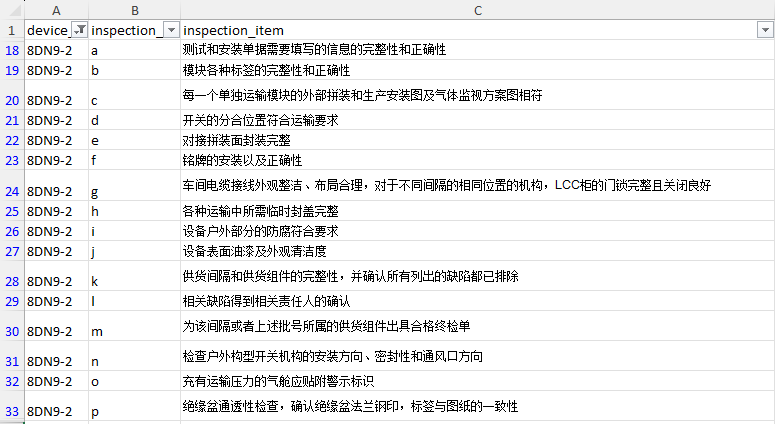 A B C
1 device_ inspection_ inspection_item
18 8DN9-2 a 测试和安装单据需要填写的信息的完整性和正确性
19 8DN9-2 b 模块各种标签的完整性和正确性
20 8DN9-2 c 每一个单独运输模块的外部拼装和生产安装图及气体监视方案图相符
21 8DN9-2 d 开关的分合位置符合运输要求
22 8DN9-2 e 对接拼装面封装完整
23 8DN9-2 f 铭牌的安装以及正确性
24 8DN9-2 g 车间电缆接线外观整洁、布局合理，对于不同间隔的相同位置的机构，LCC柜的门锁完整且关闭良好
25 8DN9-2 h 各种运输中所需临时封盖完整
26 8DN9-2 i 设备户外部分的防腐符合要求
27 8DN9-2 j 设备表面油漆及外观清洁度
28 8DN9-2 k 供货间隔和供货组件的完整性，并确认所有列出的缺陷都已排除
29 8DN9-2 l 相关缺陷得到相关责任人的确认
30 8DN9-2 m 为该间隔或者上述批号所属的供货组件出具合格终检单
31 8DN9-2 n 检查户外构型开关机构的安装方向、密封性和通风口方向
32 8DN9-2 o 充有运输压力的气舱应贴附警示标识
33 8DN9-2 p 绝缘盆通透性检查，确认绝缘盆法兰钢印，标签与图纸的一致性